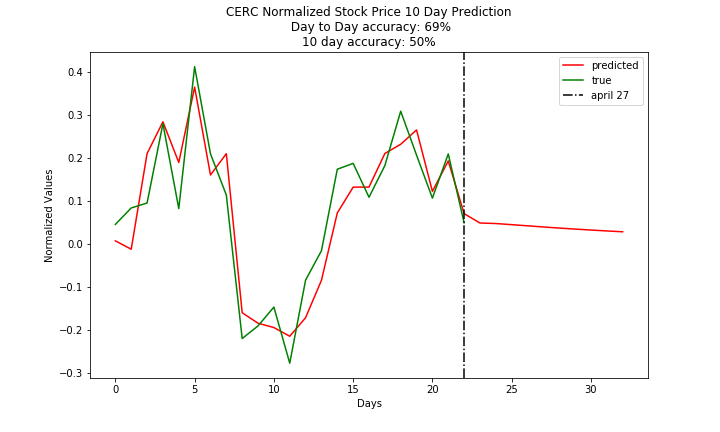 CERC Normalized Stock Price 10 Day Prediction
Day to Day accuracy: 69%
10 day accuracy: 50%
predicted
true
april 27
Normalized Values
0.4
0.3
0.2
0.1
0.0
−0.1
−0.2
−0.3
0 5 10 15 20 25 30
Days